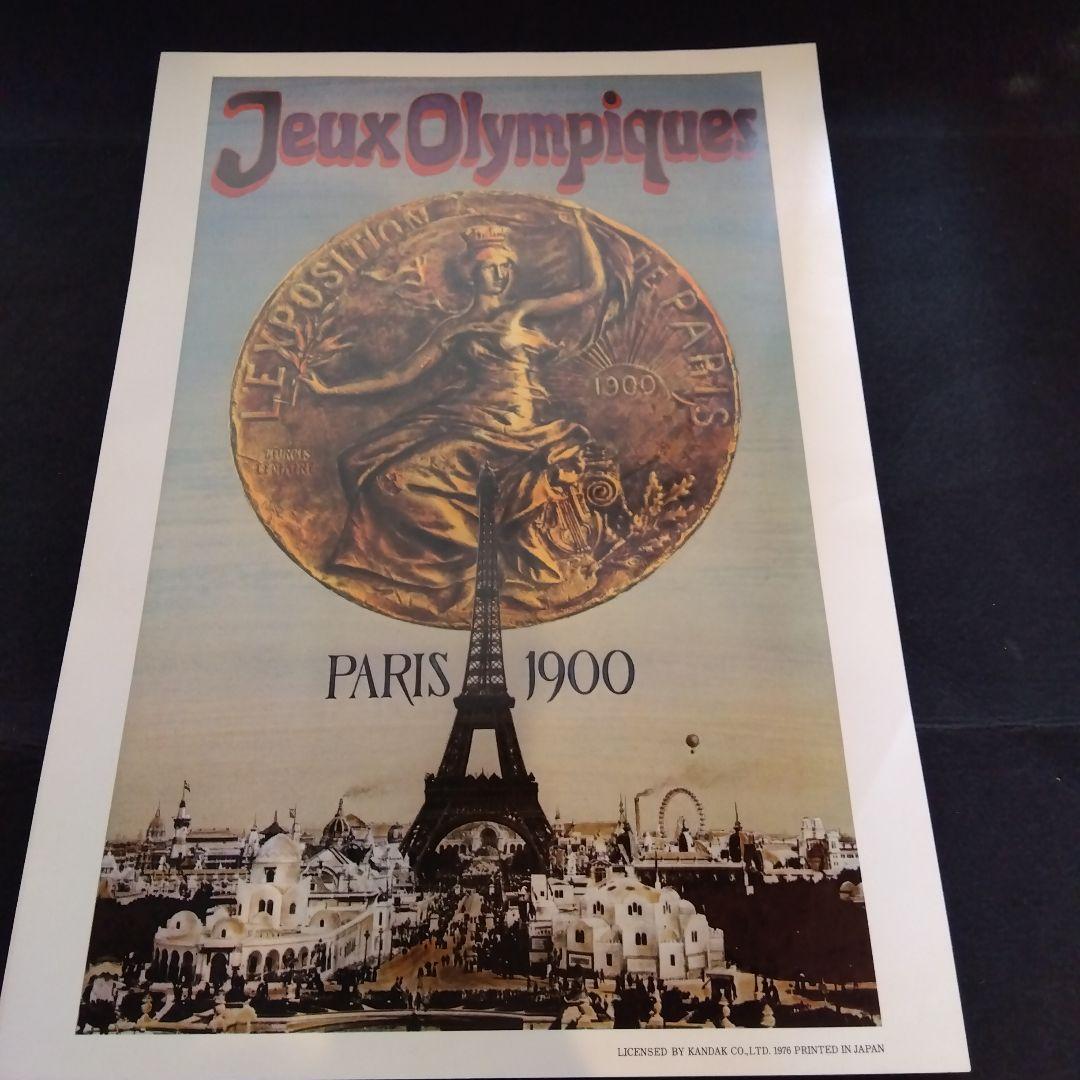 Jeux Olympiques
L'EXPOSITION DE PARIS
1900
PARIS 1900
LICENSED BY KANDAK CO.,LTD. 1976 PRINTED IN JAPAN